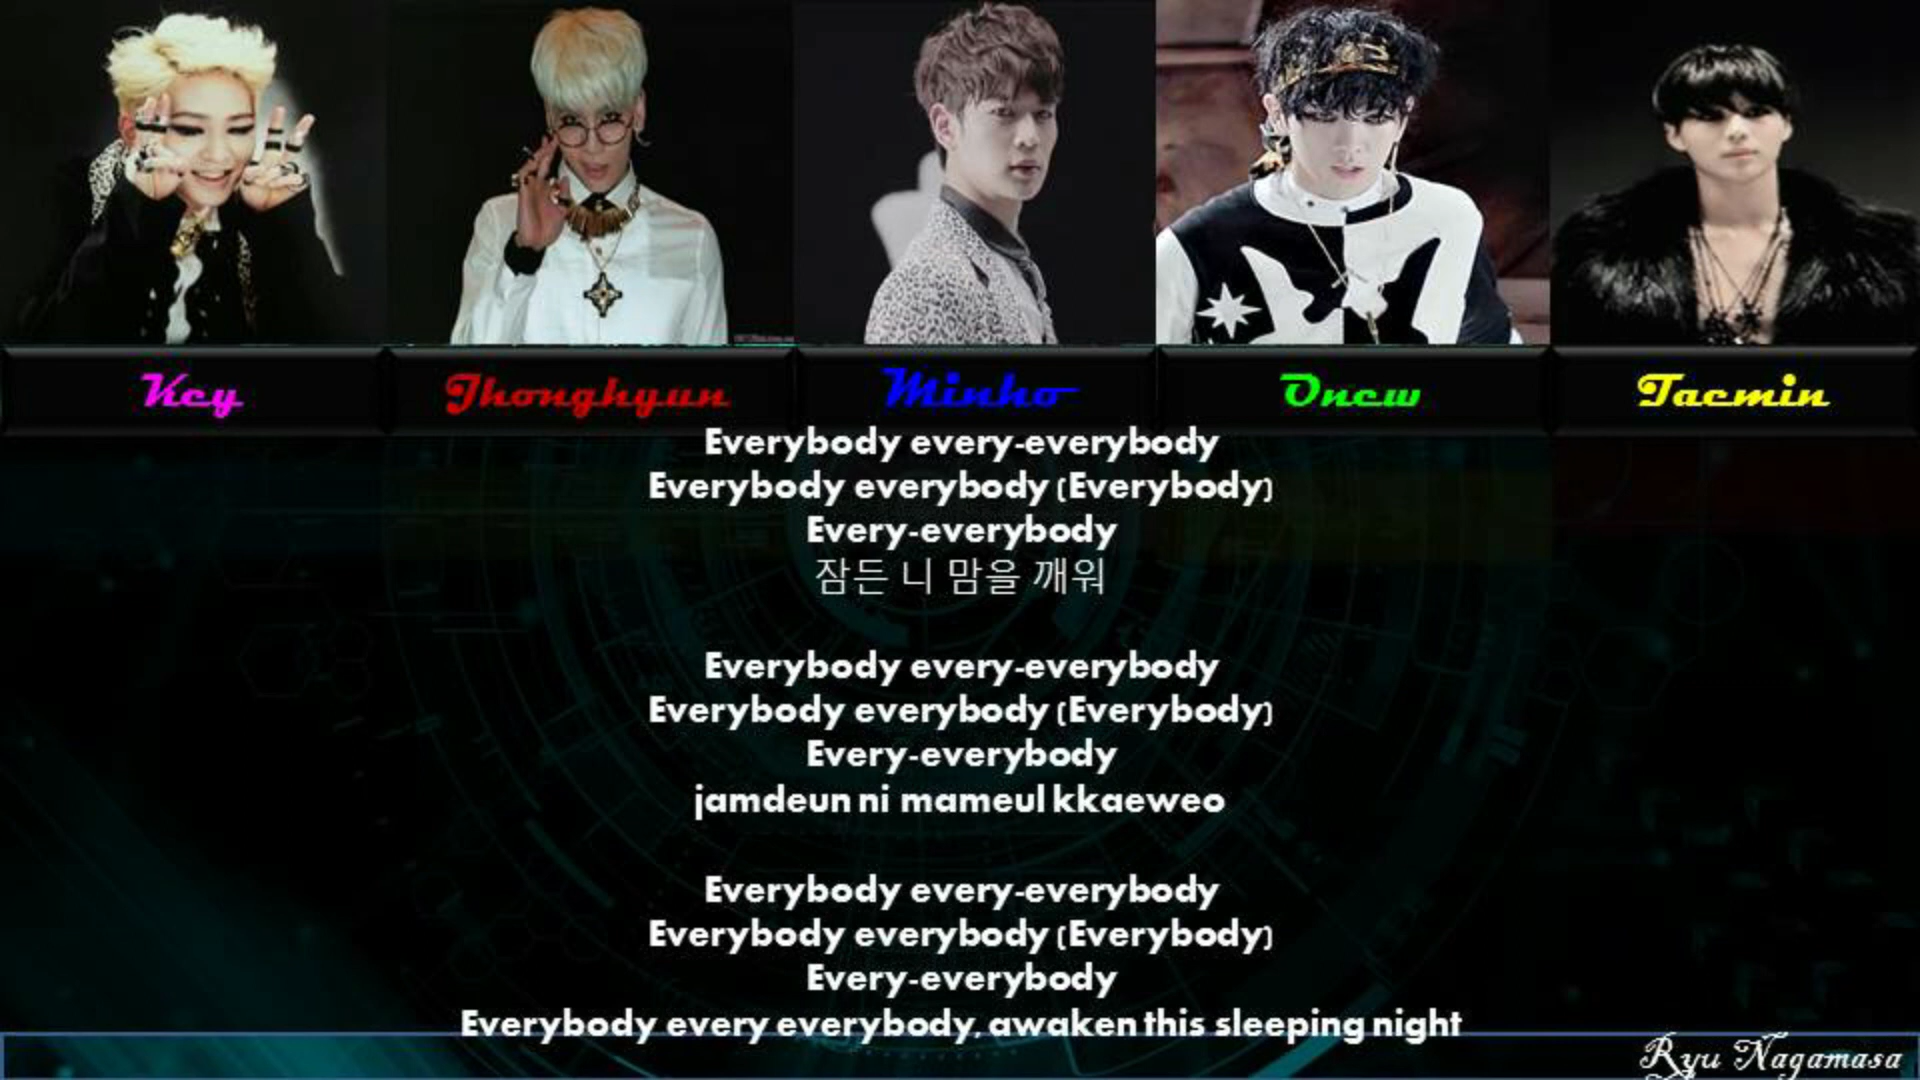 Key
Jhonghyun
Minho
Onew
Taemin
Everybody every-everybody
Everybody everybody (Everybody)
Every-everybody
잠든 니 맘을 깨워
Everybody every-everybody
Everybody everybody (Everybody)
Every-everybody
jamdeun ni mameul kkaeweo
Everybody every-everybody
Everybody everybody (Everybody)
Every-everybody
Everybody every everybody, awaken this sleeping night
Ryu Nagamasa